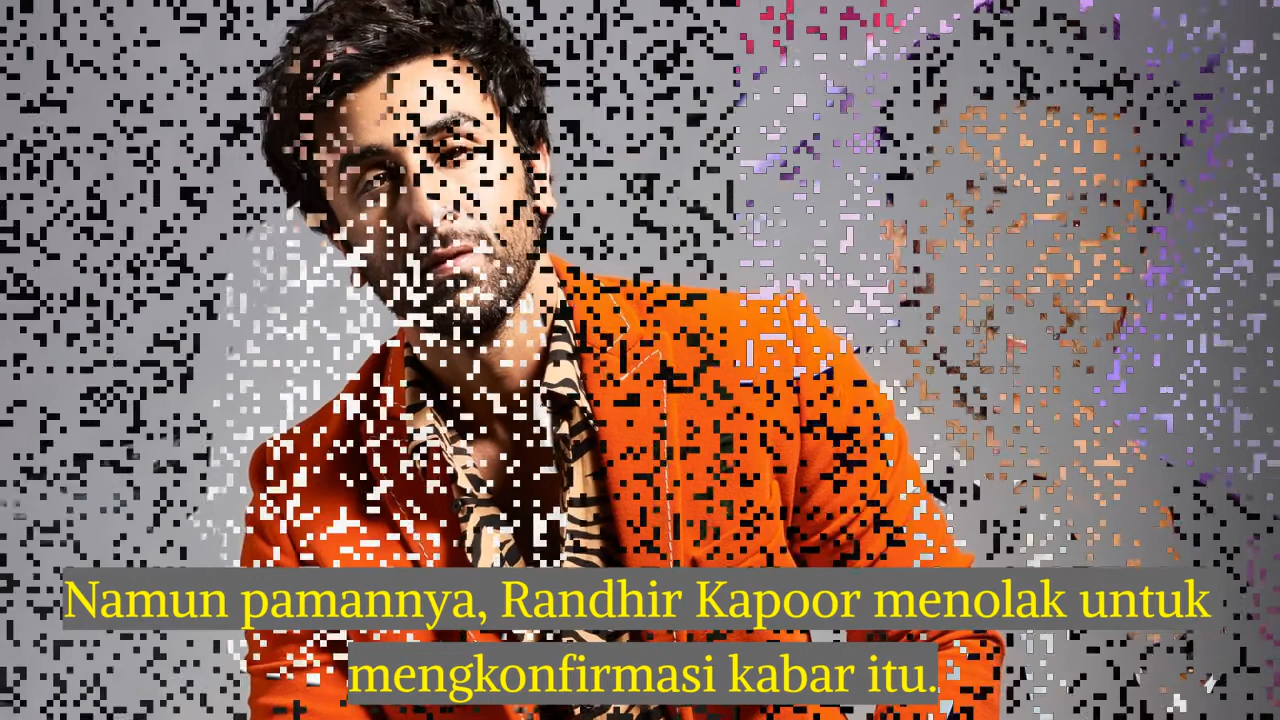 Namun pamannya, Randhir Kapoor menolak untuk
mengkonfirmasi kabar itu.